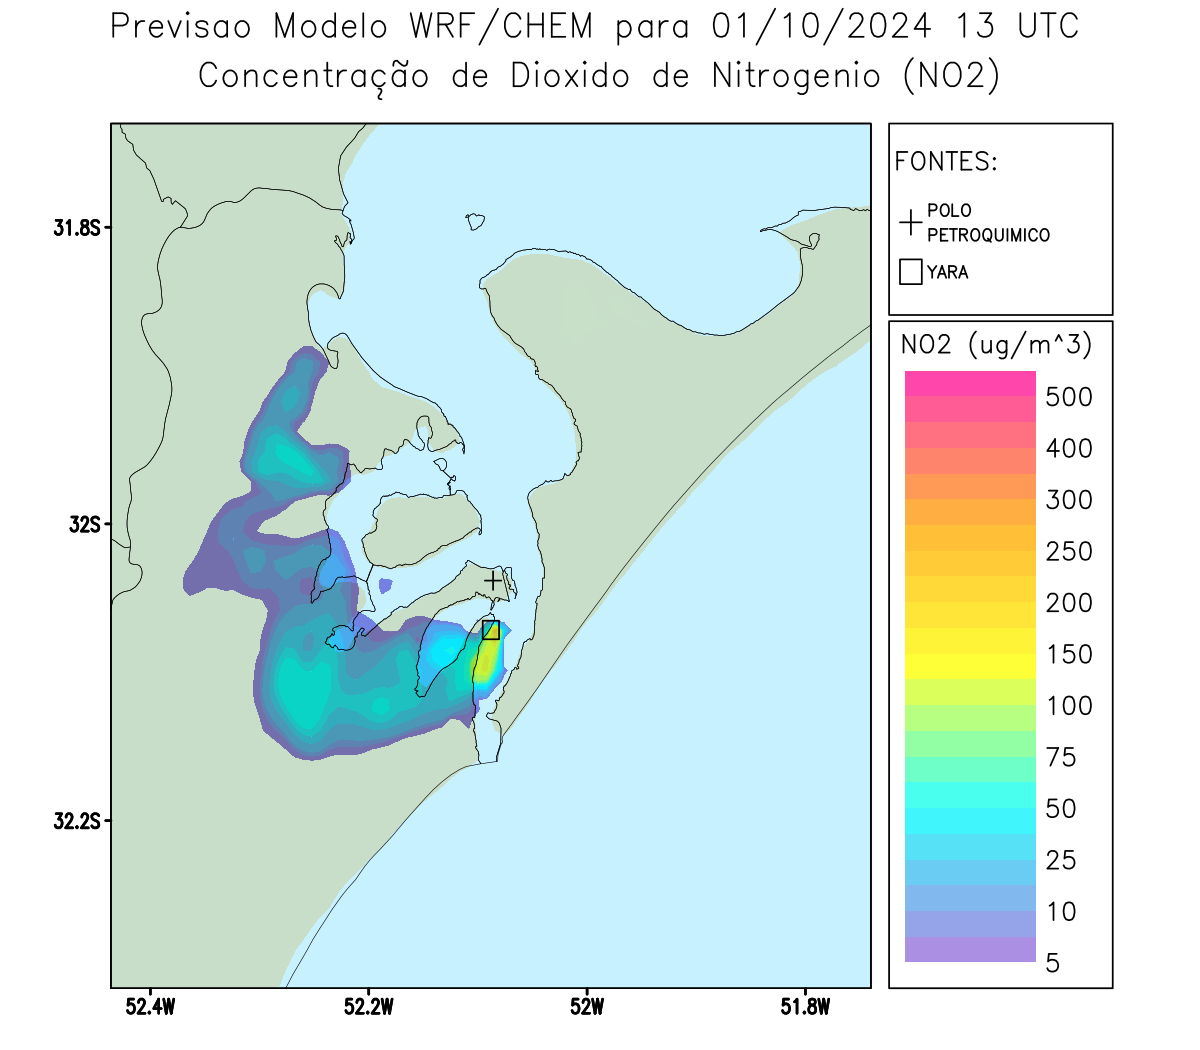 Previsao Modelo WRF/CHEM para 01/10/2024 13 UTC
Concentração de Dioxido de Nitrogenio (NO2)
FONTES:
POLO
PETROQUIMICO
YARA
NO2 (ug/m^3)
500
400
300
250
200
150
100
75
50
25
10
5
31.8S
32S
32.2S
52.4W
52.2W
52W
51.8W